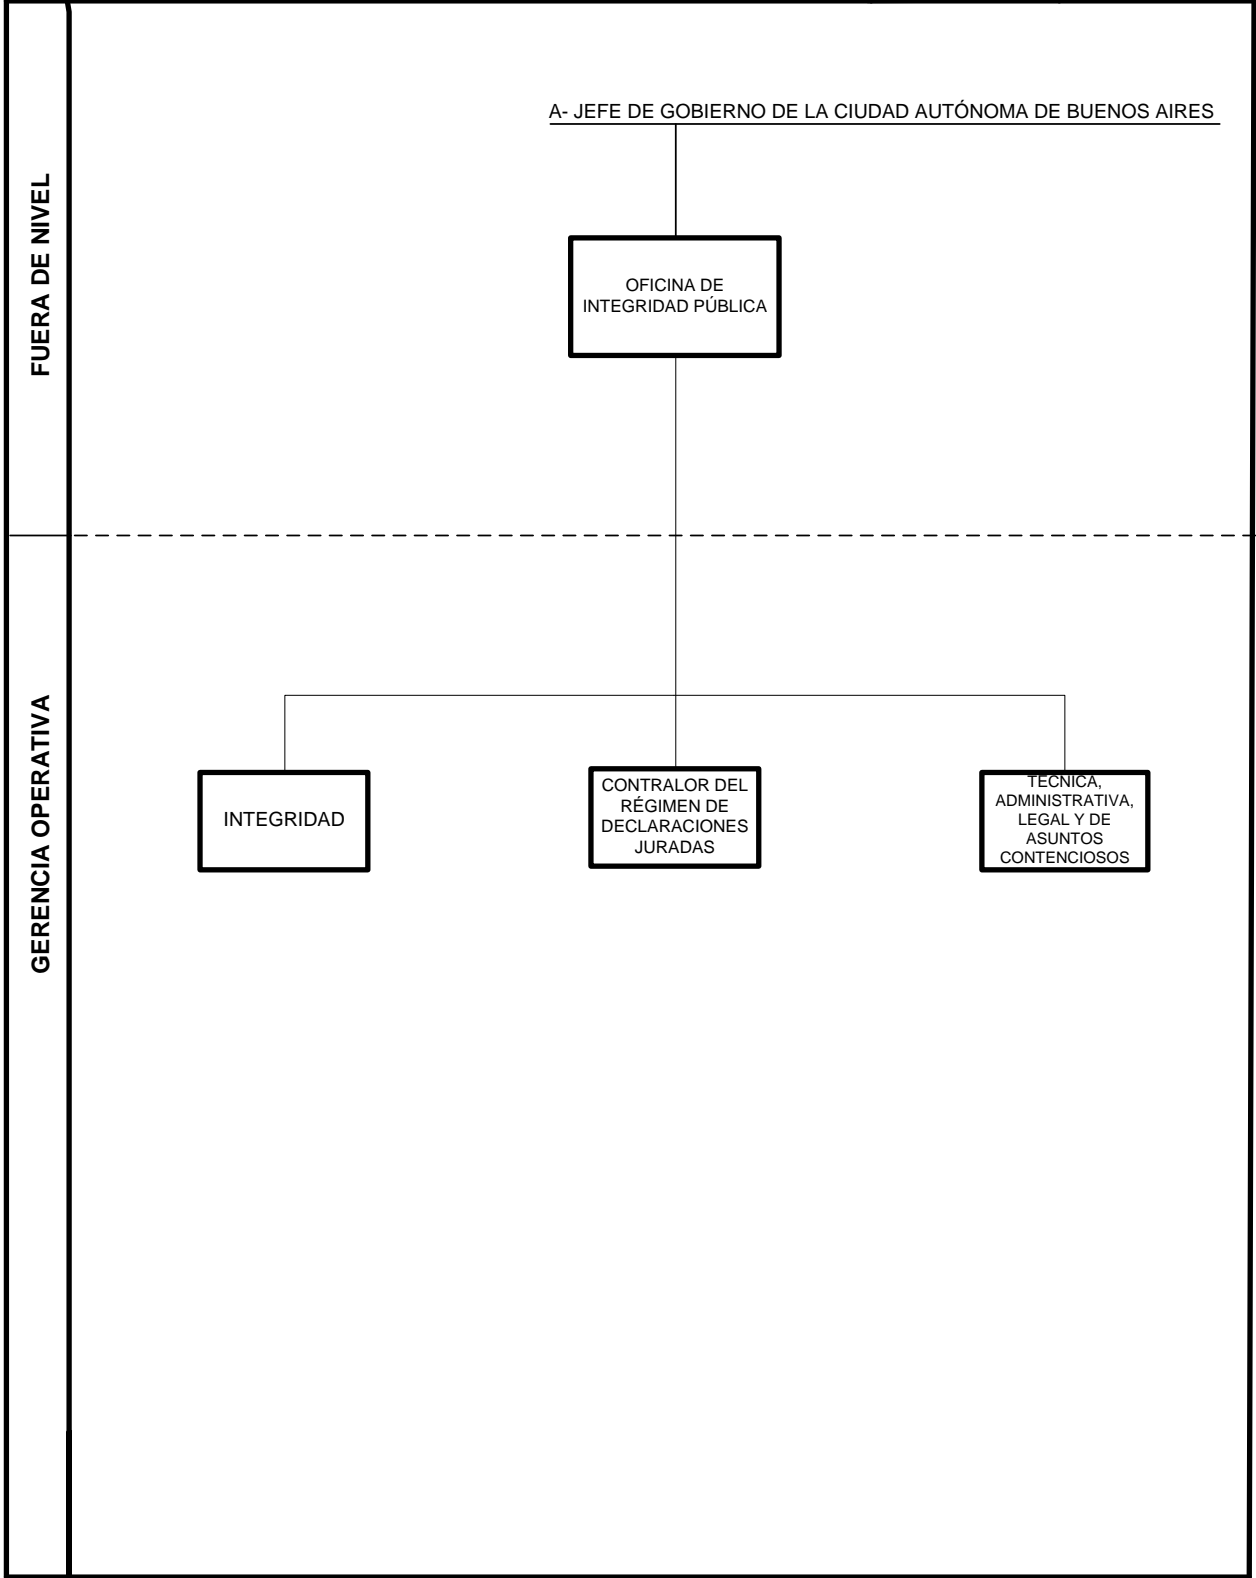 A- JEFE DE GOBIERNO DE LA CIUDAD AUTÓNOMA DE BUENOS AIRES
FUERA DE NIVEL
OFICINA DE
INTEGRIDAD PÚBLICA
GERENCIA OPERATIVA
INTEGRIDAD
CONTRALOR DEL
RÉGIMEN DE
DECLARACIONES
JURADAS
TÉCNICA,
ADMINISTRATIVA,
LEGAL Y DE
ASUNTOS
CONTENCIOSOS